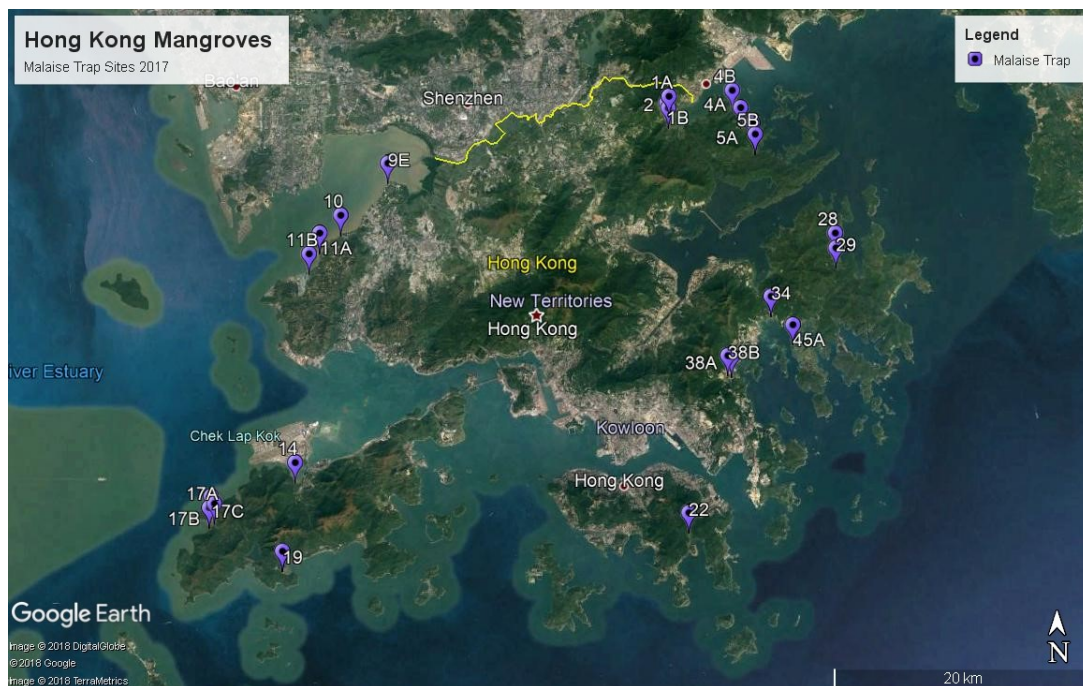 Hong Kong Mangroves
Malaise Trap Sites 2017
Legend
Malaise Trap
Bao'an
Shenzhen
1A
4B
2
1B
4A
5B
5A
9E
10
11B
11A
28
29
Hong Kong
New Territories
Hong Kong
34
45A
38A
38B
iver Estuary
Chek Lap Kok
Kowloon
14
Hong Kong
17A
17B
17C
22
19
Google Earth
Image © 2018 DigitalGlobe
© 2018 Google
Image © 2018 TerraMetrics
N
20 km